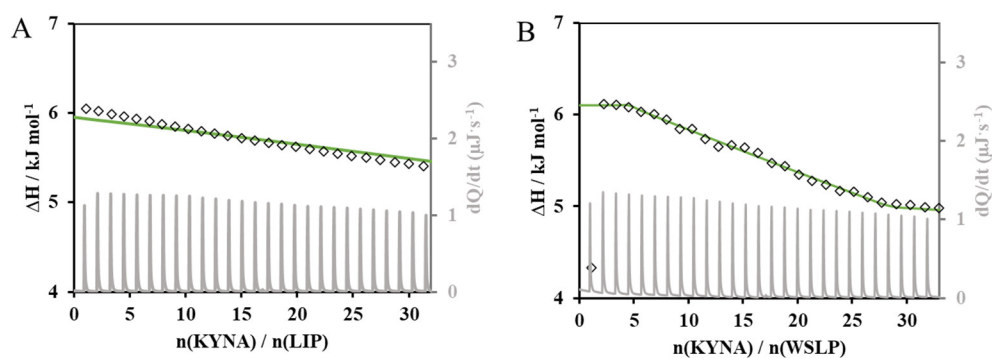 A
7
6
5
4
ΔH / kJ mol⁻¹
3
2
1
0
dQ/dt (µJ·s⁻¹)
0 5 10 15 20 25 30
n(KYNA) / n(LIP)
B
7
6
5
4
ΔH / kJ mol⁻¹
3
2
1
0
dQ/dt (µJ·s⁻¹)
0 5 10 15 20 25 30
n(KYNA) / n(WSLP)